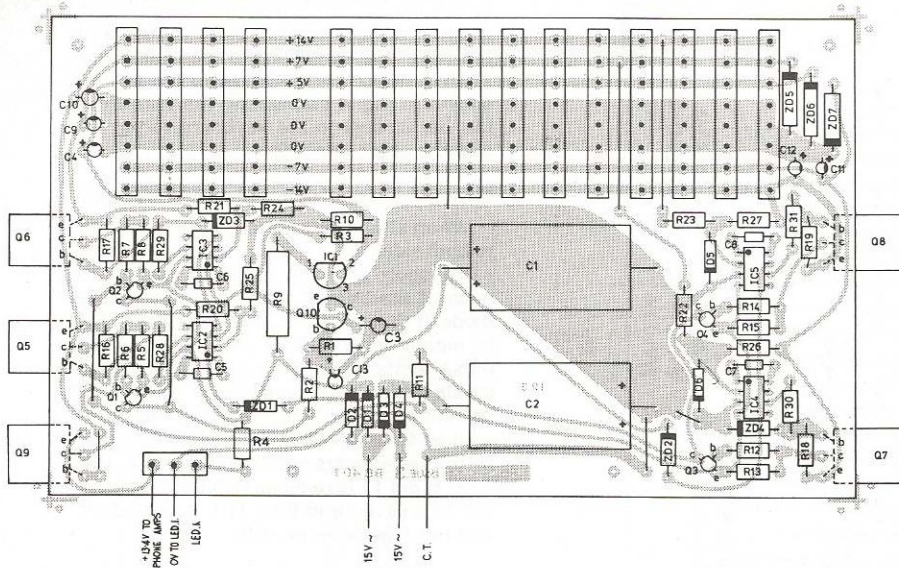 +14V
+7V
+5V
0V
0V
0V
-7V
-14V
C10
C9
C4
ZD5
ZD6
ZD7
C12
C11
R21
R24
ZD3
R10
R3
R23
R27
R31
R19
Q6
e
c
b
R17
R7
R8
R29
IC3
C6
Q2
b
e
c
R25
R9
IC1
1
2
3
Q10
e
c
b
C3
C1
+
+
D5
C8
IC5
Q8
b
c
e
R20
R22
Q4
b
c
e
R14
R15
R26
Q5
e
c
b
R16
R6
R5
R28
IC2
C5
Q1
b
e
c
R1
C13
R2
D2
D1
D3
D4
R11
C2
+
+
D6
C7
IC4
R30
ZD1
R4
ZD4
ZD2
Q3
b
c
e
R12
R13
R18
Q9
e
c
b
Q7
b
c
e
+13·4V TO
PHONE AMPS
0V TO LED.1.
LED.1.
15V ~
15V ~
C.T.